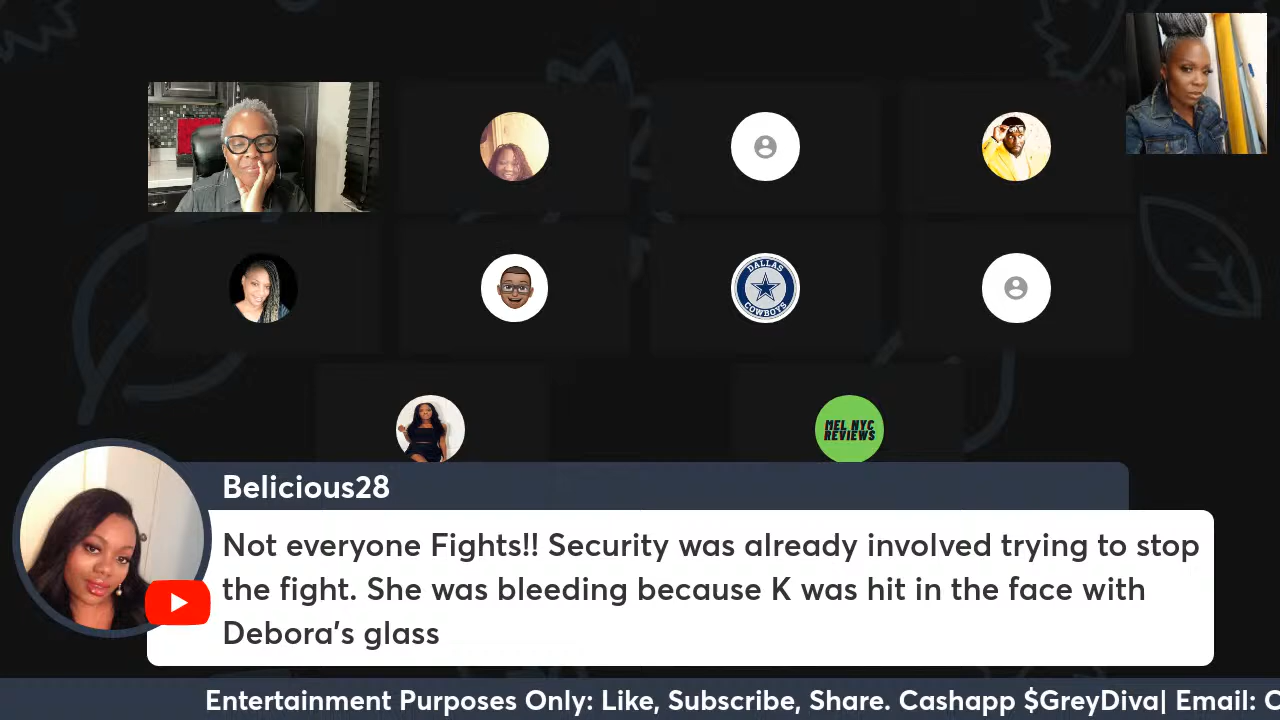 DALLAS
COWBOYS
MEL NYC
REVIEWS
Belicious28
Not everyone Fights!! Security was already involved trying to stop
the fight. She was bleeding because K was hit in the face with
Debora's glass
Entertainment Purposes Only: Like, Subscribe, Share. Cashapp $GreyDiva| Email: